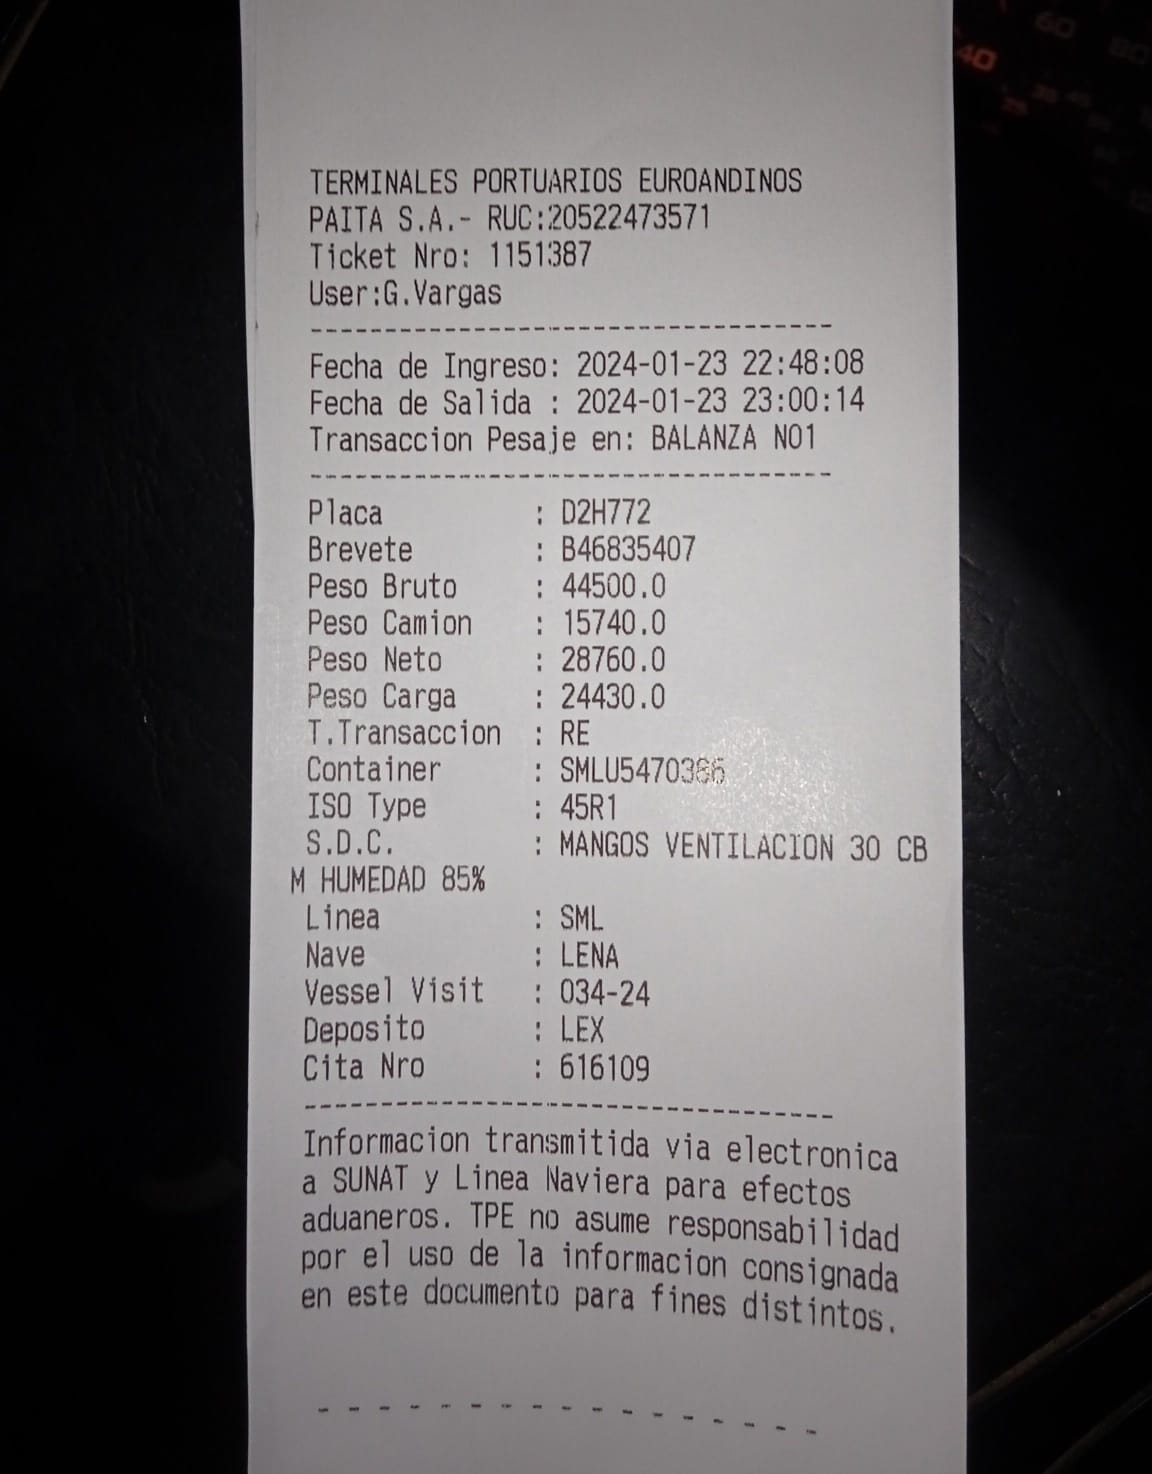 TERMINALES PORTUARIOS EUROANDINOS
PAITA S.A.- RUC:20522473571
Ticket Nro: 1151387
User:G.Vargas
-----------------------------------
Fecha de Ingreso: 2024-01-23 22:48:08
Fecha de Salida : 2024-01-23 23:00:14
Transaccion Pesaje en: BALANZA NO1
-----------------------------------
Placa : D2H772
Brevete : B46835407
Peso Bruto : 44500.0
Peso Camion : 15740.0
Peso Neto : 28760.0
Peso Carga : 24430.0
T.Transaccion : RE
Container :
ISO Type : 45R1
S.D.C. : MANGOS VENTILACION 30 CB
M HUMEDAD 85%
Linea : SML
Nave : LENA
Vessel Visit : 034-24
Deposito : LEX
Cita Nro : 616109
-----------------------------------
Informacion transmitida via electronica
a SUNAT y Linea Naviera para efectos
aduaneros. TPE no asume responsabilidad
por el uso de la informacion consignada
en este documento para fines distintos.
- - - - - - - - - - - - - - - - -